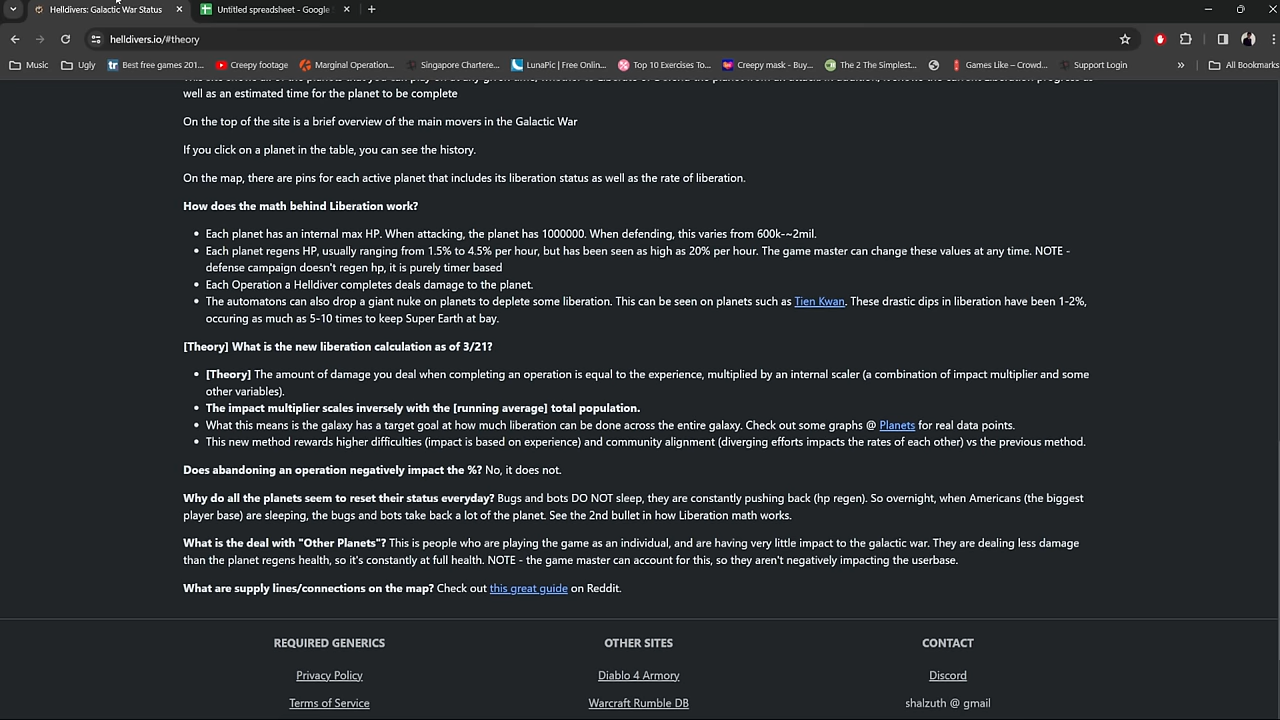 Helldivers: Galactic War Status
Untitled spreadsheet - Google
helldivers.io/#theory
Music
Ugly
Best free games 201...
Creepy footage
Marginal Operation...
Singapore Chartere...
LunaPic | Free Onlin...
Top 10 Exercises To...
Creepy mask - Buy...
The 2 The Simplest...
Games Like – Crowd...
Support Login
»
All Bookmarks
well as an estimated time for the planet to be complete
On the top of the site is a brief overview of the main movers in the Galactic War
If you click on a planet in the table, you can see the history.
On the map, there are pins for each active planet that includes its liberation status as well as the rate of liberation.
How does the math behind Liberation work?
• Each planet has an internal max HP. When attacking, the planet has 1000000. When defending, this varies from 600k-~2mil.
• Each planet regens HP, usually ranging from 1.5% to 4.5% per hour, but has been seen as high as 20% per hour. The game master can change these values at any time. NOTE -
defense campaign doesn't regen hp, it is purely timer based
• Each Operation a Helldiver completes deals damage to the planet.
• The automatons can also drop a giant nuke on planets to deplete some liberation. This can be seen on planets such as Tien Kwan. These drastic dips in liberation have been 1-2%,
occuring as much as 5-10 times to keep Super Earth at bay.
[Theory] What is the new liberation calculation as of 3/21?
• [Theory] The amount of damage you deal when completing an operation is equal to the experience, multiplied by an internal scaler (a combination of impact multiplier and some
other variables).
• The impact multiplier scales inversely with the [running average] total population.
• What this means is the galaxy has a target goal at how much liberation can be done across the entire galaxy. Check out some graphs @ Planets for real data points.
• This new method rewards higher difficulties (impact is based on experience) and community alignment (diverging efforts impacts the rates of each other) vs the previous method.
Does abandoning an operation negatively impact the %? No, it does not.
Why do all the planets seem to reset their status everyday? Bugs and bots DO NOT sleep, they are constantly pushing back (hp regen). So overnight, when Americans (the biggest
player base) are sleeping, the bugs and bots take back a lot of the planet. See the 2nd bullet in how Liberation math works.
What is the deal with "Other Planets"? This is people who are playing the game as an individual, and are having very little impact to the galactic war. They are dealing less damage
than the planet regens health, so it's constantly at full health. NOTE - the game master can account for this, so they aren't negatively impacting the userbase.
What are supply lines/connections on the map? Check out this great guide on Reddit.
REQUIRED GENERICS
OTHER SITES
CONTACT
Privacy Policy
Diablo 4 Armory
Discord
Terms of Service
Warcraft Rumble DB
shalzuth @ gmail